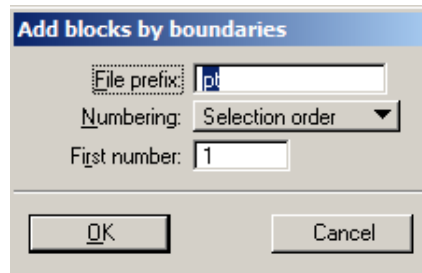 Add blocks by boundaries
File prefix: pt
Numbering: Selection order
First number: 1
OK Cancel